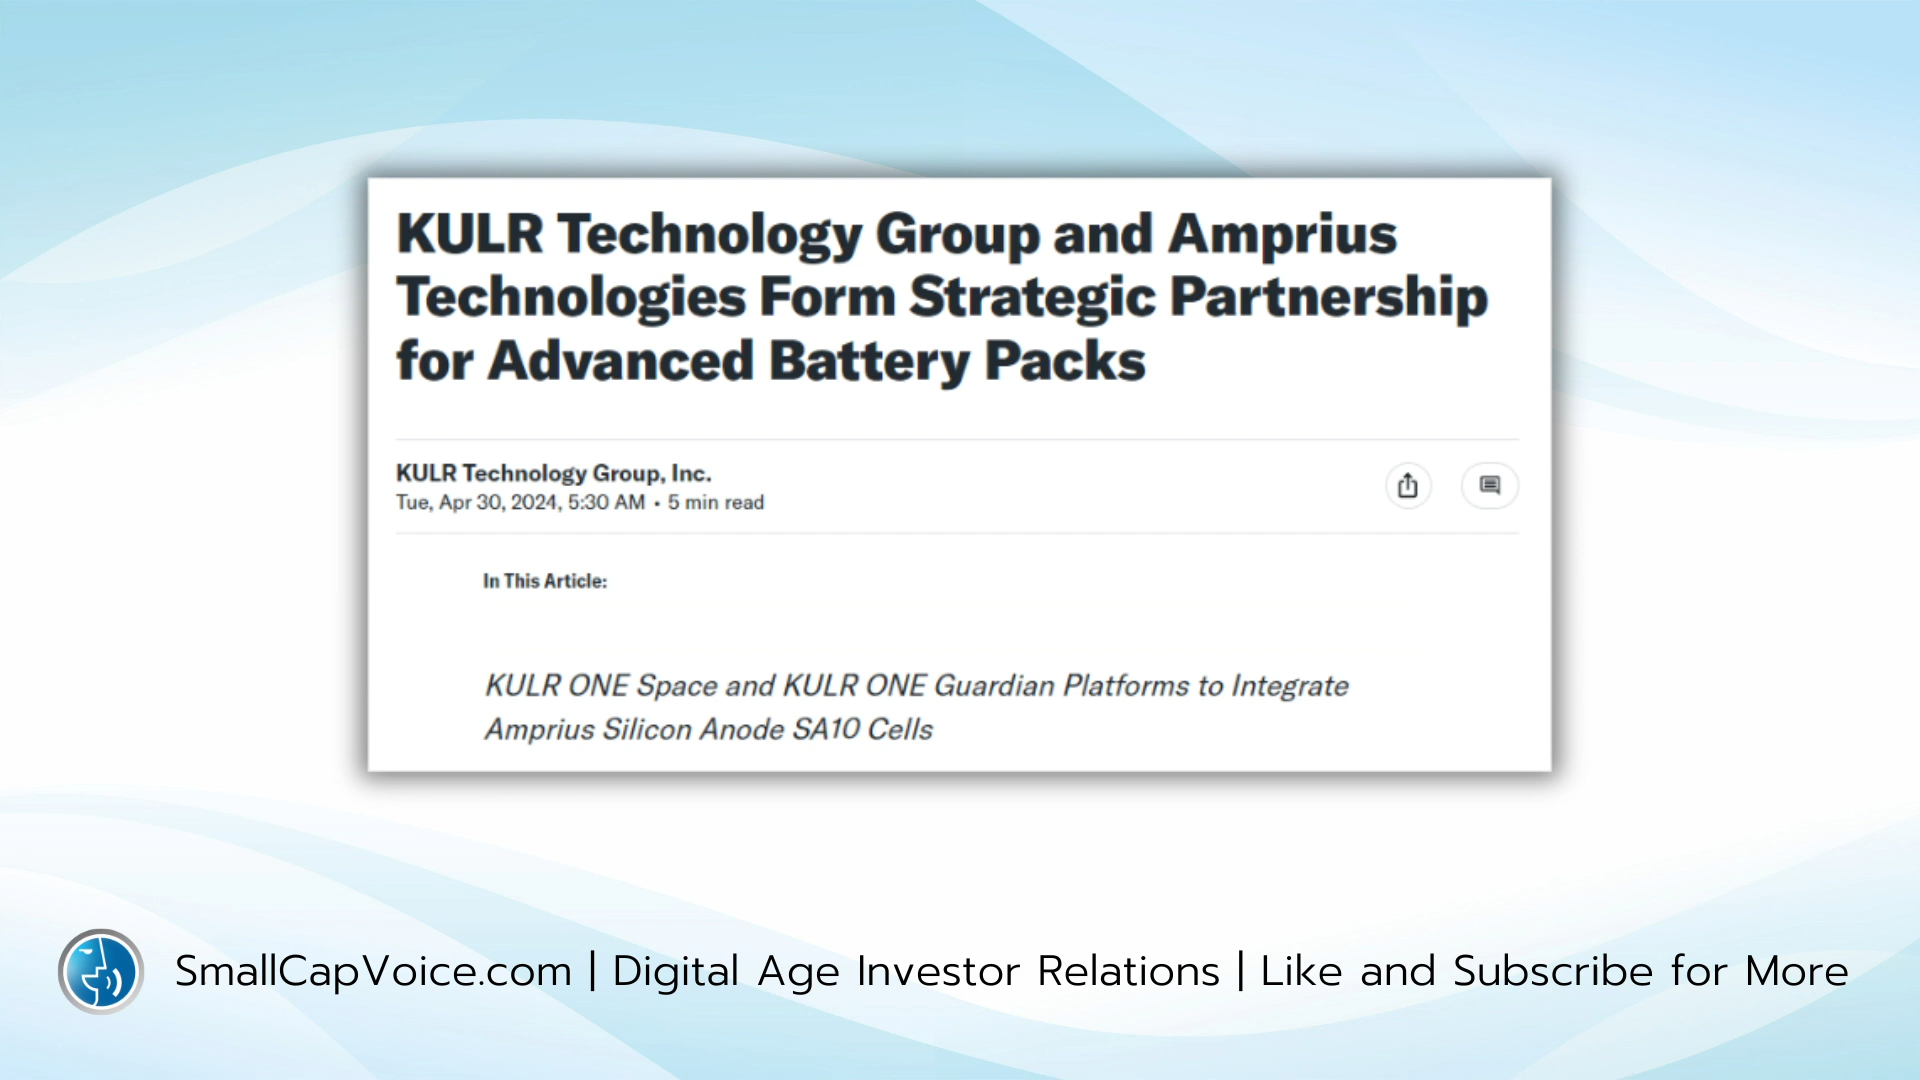 KULR Technology Group and Amprius
Technologies Form Strategic Partnership
for Advanced Battery Packs
KULR Technology Group, Inc.
Tue, Apr 30, 2024, 5:30 AM • 5 min read
In This Article:
KULR ONE Space and KULR ONE Guardian Platforms to Integrate
Amprius Silicon Anode SA10 Cells
SmallCapVoice.com | Digital Age Investor Relations | Like and Subscribe for More